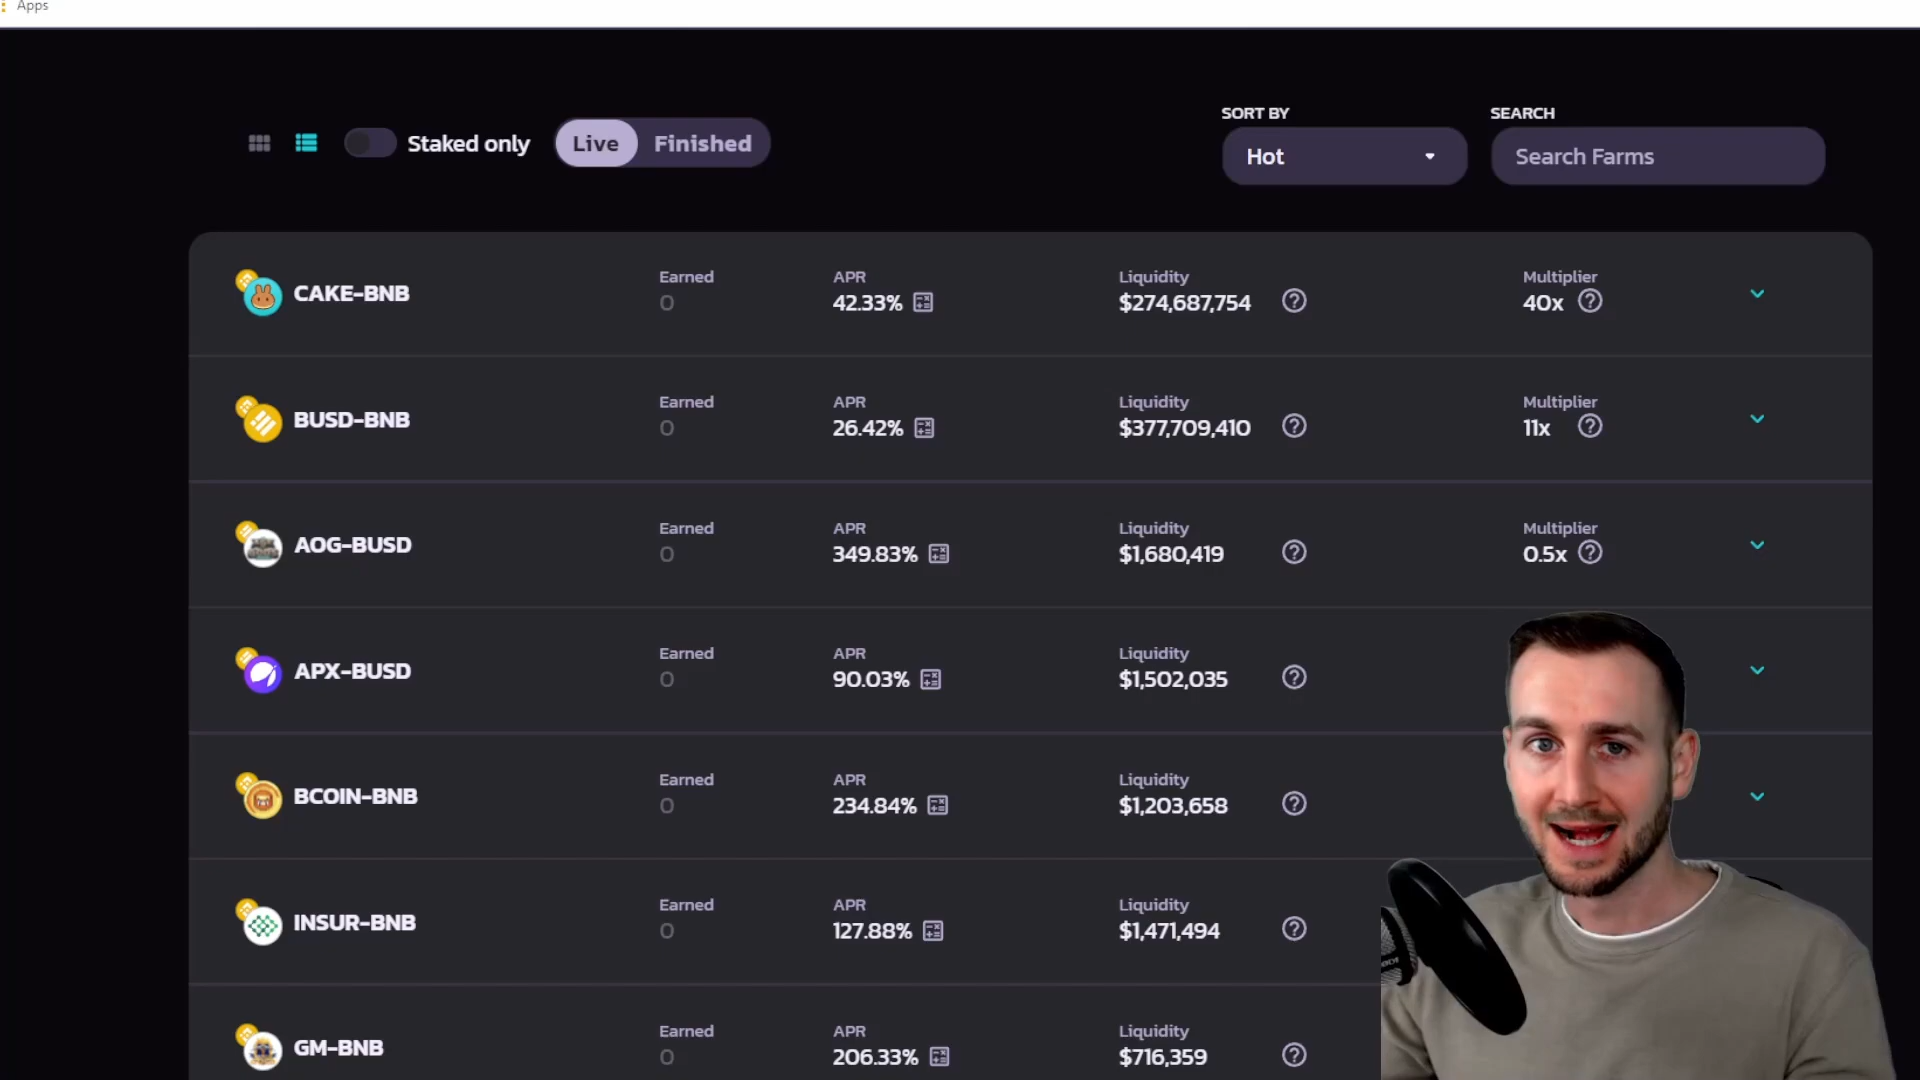 Apps
SORT BY
SEARCH
Staked only
Live
Finished
Hot
Search Farms
CAKE-BNB
Earned
0
APR
42.33%
Liquidity
$274,687,754
Multiplier
40x
BUSD-BNB
Earned
0
APR
26.42%
Liquidity
$377,709,410
Multiplier
11x
AOG-BUSD
Earned
0
APR
349.83%
Liquidity
$1,680,419
Multiplier
0.5x
APX-BUSD
Earned
0
APR
90.03%
Liquidity
$1,502,035
BCOIN-BNB
Earned
0
APR
234.84%
Liquidity
$1,203,658
INSUR-BNB
Earned
0
APR
127.88%
Liquidity
$1,471,494
GM-BNB
Earned
0
APR
206.33%
Liquidity
$716,359